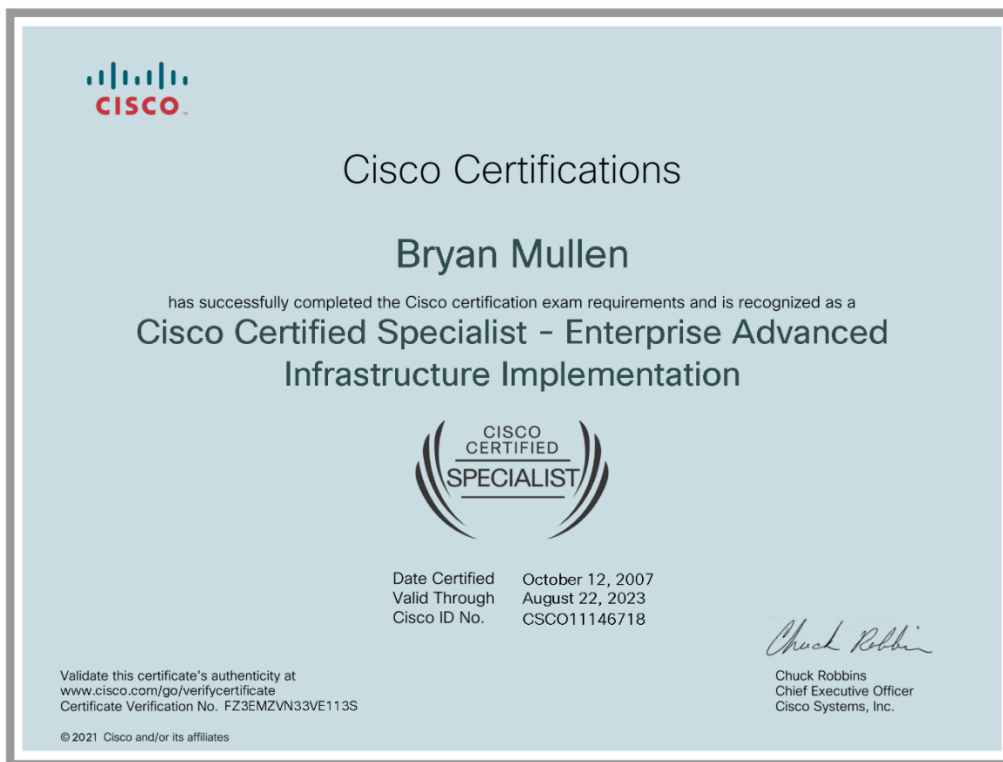 CISCO
Cisco Certifications
Bryan Mullen
has successfully completed the Cisco certification exam requirements and is recognized as a
Cisco Certified Specialist - Enterprise Advanced
Infrastructure Implementation
CISCO
CERTIFIED
SPECIALIST
Date Certified October 12, 2007
Valid Through August 22, 2023
Cisco ID No. CSCO11146718
Chuck Robbins
Validate this certificate's authenticity at
www.cisco.com/go/verifycertificate
Certificate Verification No. FZ3EMZVN33VE113S
Chuck Robbins
Chief Executive Officer
Cisco Systems, Inc.
© 2021 Cisco and/or its affiliates